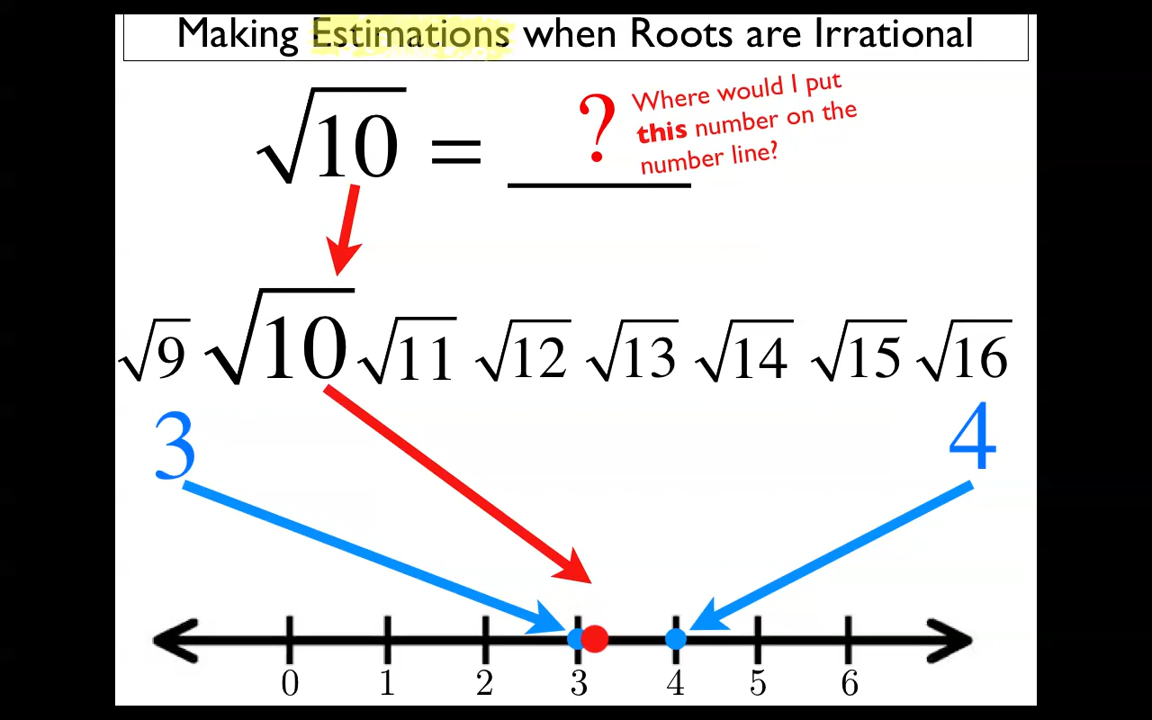 Making Estimations when Roots are Irrational
√10 = ?
Where would I put
this number on the
number line?
√9 √10 √11 √12 √13 √14 √15 √16
3 4
0 1 2 3 4 5 6